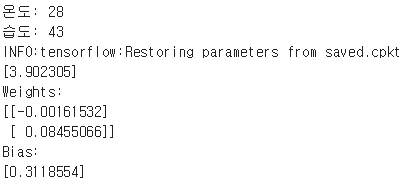 온도: 28
습도: 43
INFO:tensorflow:Restoring parameters from saved.cpkt
[3.902305]
Weights:
[[-0.00161532]
 [ 0.08455066]]
Bias:
[0.3118554]